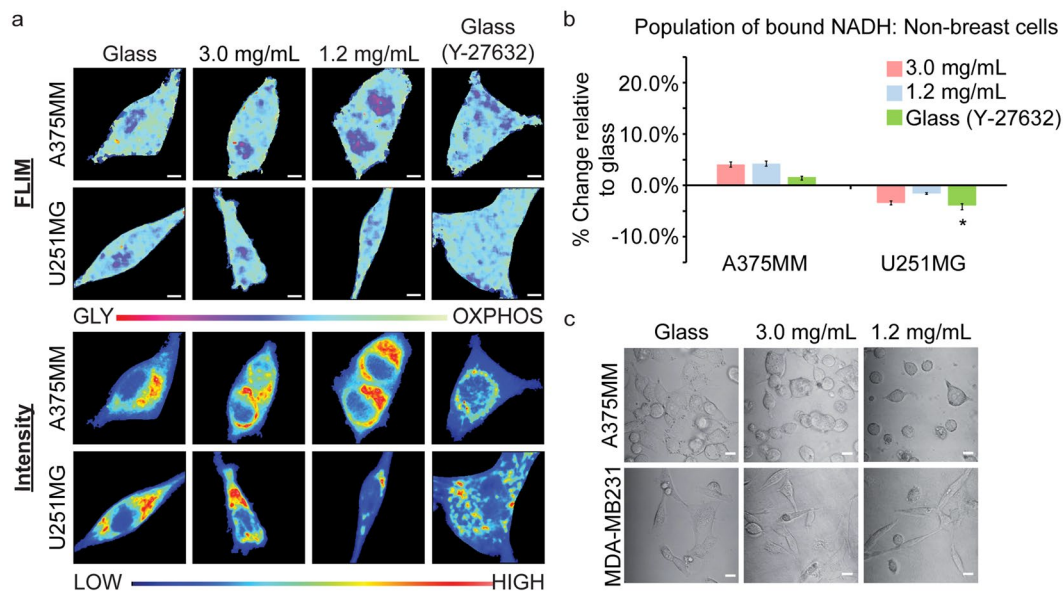 a
Glass
3.0 mg/mL
1.2 mg/mL
Glass
(Y-27632)
FLIM
A375MM
U251MG
GLY
OXPHOS
Intensity
A375MM
U251MG
LOW
HIGH
b
Population of bound NADH: Non-breast cells
% Change relative
to glass
20.0%
10.0%
0.0%
-10.0%
3.0 mg/mL
1.2 mg/mL
Glass (Y-27632)
*
A375MM
U251MG
c
Glass
3.0 mg/mL
1.2 mg/mL
A375MM
MDA-MB231